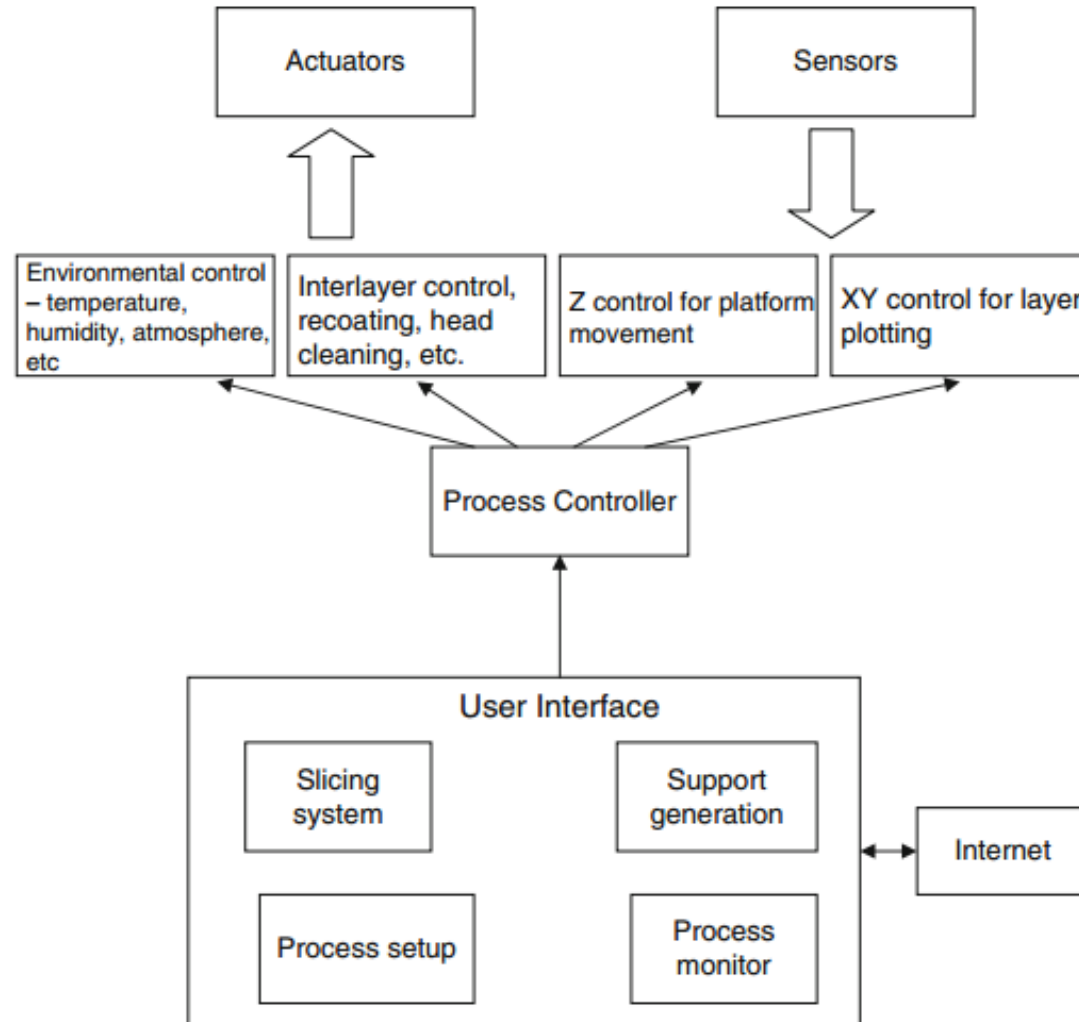 Actuators
Sensors
Environmental control
– temperature,
humidity, atmosphere,
etc
Interlayer control,
recoating, head
cleaning, etc.
Z control for platform
movement
XY control for layer
plotting
Process Controller
User Interface
Slicing
system
Support
generation
Internet
Process setup
Process
monitor